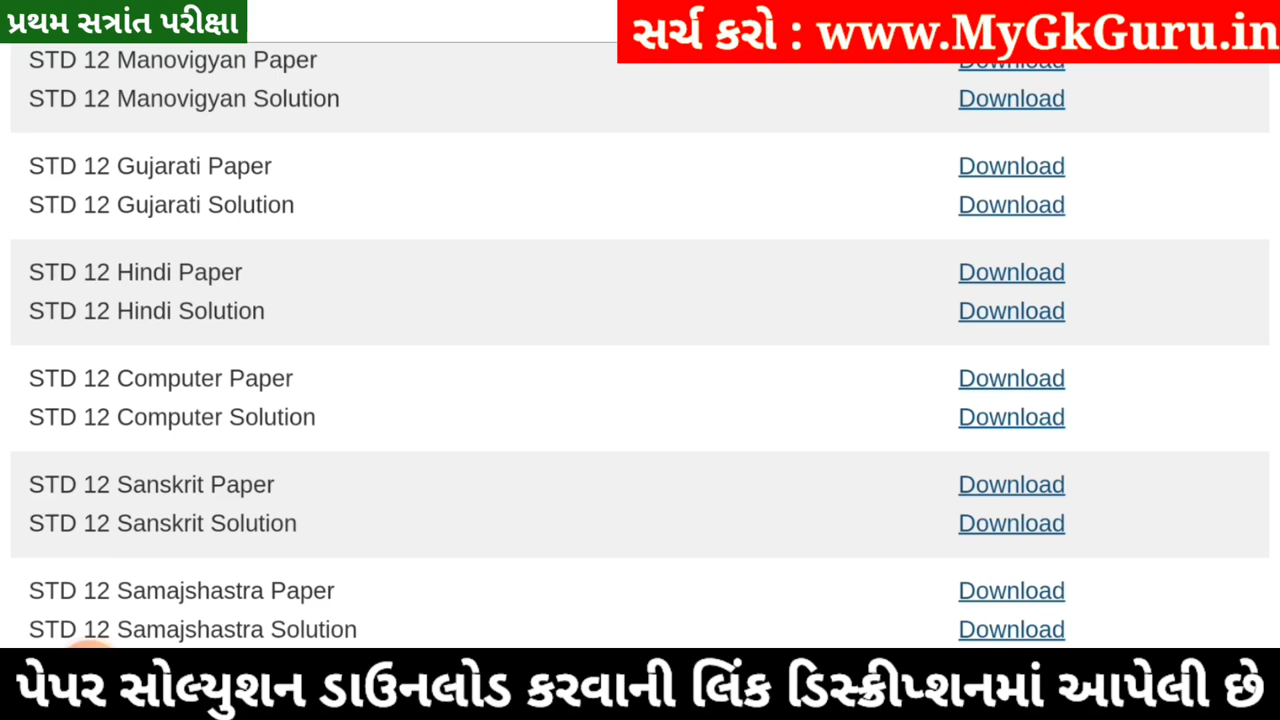 પ્રથમ સત્રાંત પરીક્ષા
સર્ચ કરો : www.MyGkGuru.in
STD 12 Manovigyan Paper Download
STD 12 Manovigyan Solution Download
STD 12 Gujarati Paper Download
STD 12 Gujarati Solution Download
STD 12 Hindi Paper Download
STD 12 Hindi Solution Download
STD 12 Computer Paper Download
STD 12 Computer Solution Download
STD 12 Sanskrit Paper Download
STD 12 Sanskrit Solution Download
STD 12 Samajshastra Paper Download
STD 12 Samajshastra Solution Download
પેપર સોલ્યુશન ડાઉનલોડ કરવાની લિંક ડિસ્ક્રીપ્શનમાં આપેલી છે